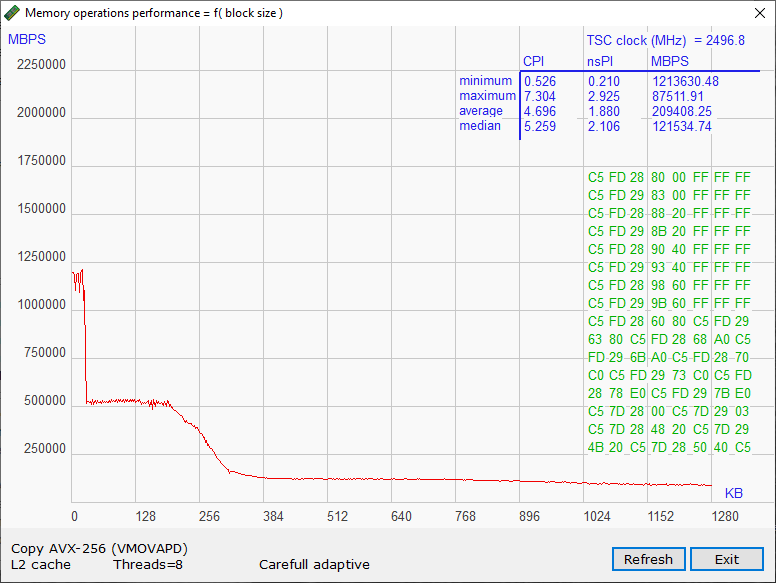 Memory operations performance = f( block size )
MBPS
TSC clock (MHz) = 2496.8
CPI nsPI MBPS
minimum 0.526 0.210 1213630.48
maximum 7.304 2.925 87511.91
average 4.696 1.880 209408.25
median 5.259 2.106 121534.74
2250000
2000000
1750000
1500000
1250000
1000000
750000
500000
250000
C5 FD 28 80 00 FF FF FF
C5 FD 29 83 00 FF FF FF
C5 FD 28 88 20 FF FF FF
C5 FD 29 8B 20 FF FF FF
C5 FD 28 90 40 FF FF FF
C5 FD 29 93 40 FF FF FF
C5 FD 28 98 60 FF FF FF
C5 FD 29 9B 60 FF FF FF
C5 FD 28 60 80 C5 FD 29
63 80 C5 FD 28 68 A0 C5
FD 29 6B A0 C5 FD 28 70
C0 C5 FD 29 73 C0 C5 FD
28 78 E0 C5 FD 29 7B E0
C5 7D 28 00 C5 7D 29 03
C5 7D 28 48 20 C5 7D 29
4B 20 C5 7D 28 50 40 C5
KB
0 128 256 384 512 640 768 896 1024 1152 1280
Copy AVX-256 (VMOVAPD)
L2 cache Threads=8 Carefull adaptive
Refresh Exit